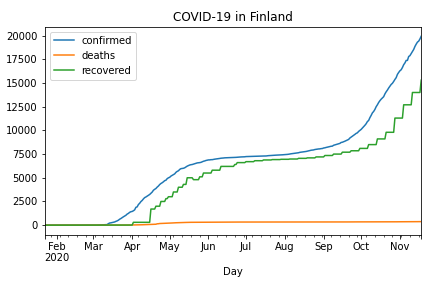 COVID-19 in Finland
confirmed
deaths
recovered
20000
17500
15000
12500
10000
7500
5000
2500
0
Feb Mar Apr May Jun Jul Aug Sep Oct Nov
2020
Day